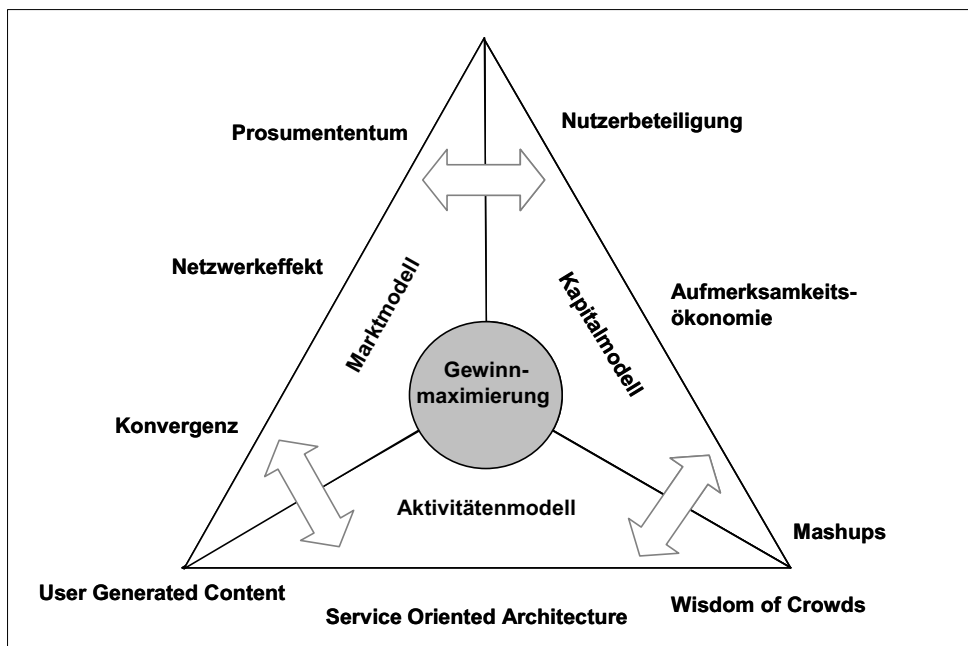 Prosumententum
Nutzerbeteiligung
Netzwerkeffekt
Marktmodell
Kapitalmodell
Aufmerksamkeits-
ökonomie
Gewinn-
maximierung
Konvergenz
Aktivitätenmodell
Mashups
User Generated Content
Service Oriented Architecture
Wisdom of Crowds